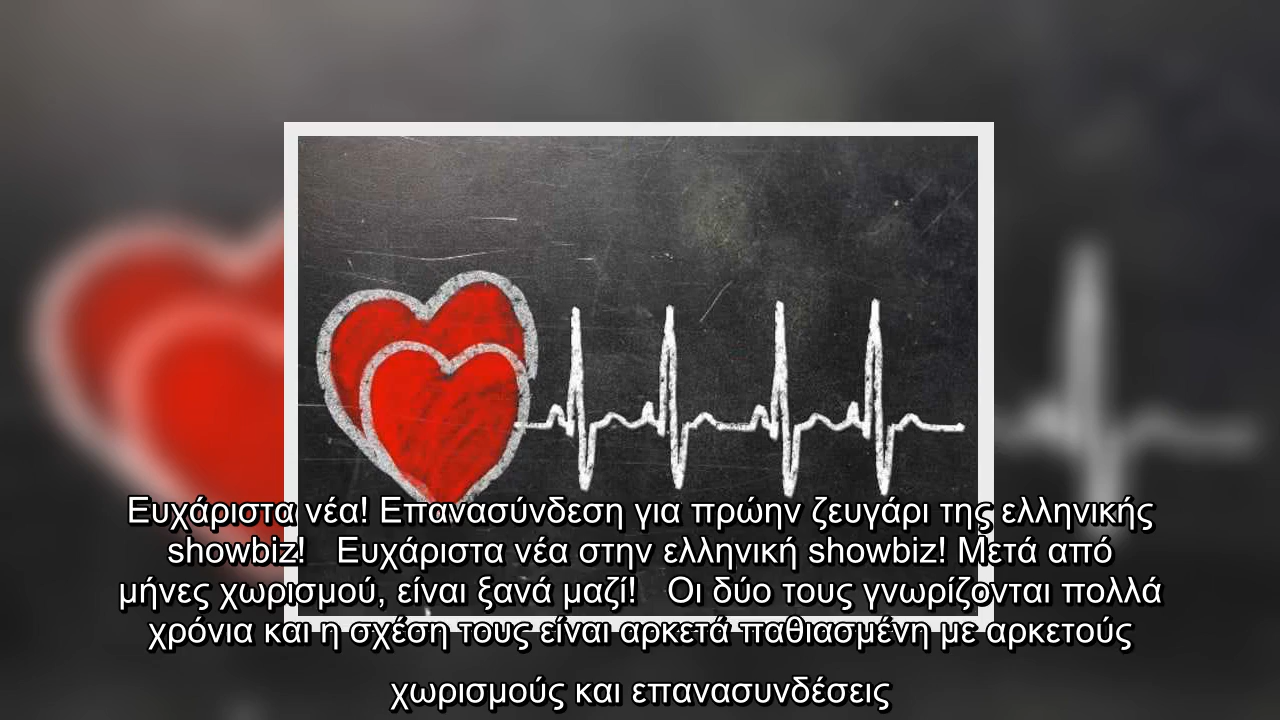 Ευχάριστα νέα! Επανασύνδεση για πρώην ζευγάρι της ελληνικής
showbiz!   Ευχάριστα νέα στην ελληνική showbiz! Μετά από
μήνες χωρισμού, είναι ξανά μαζί!   Οι δύο τους γνωρίζονται πολλά
χρόνια και η σχέση τους είναι αρκετά παθιασμένη με αρκετούς
χωρισμούς και επανασυνδέσεις